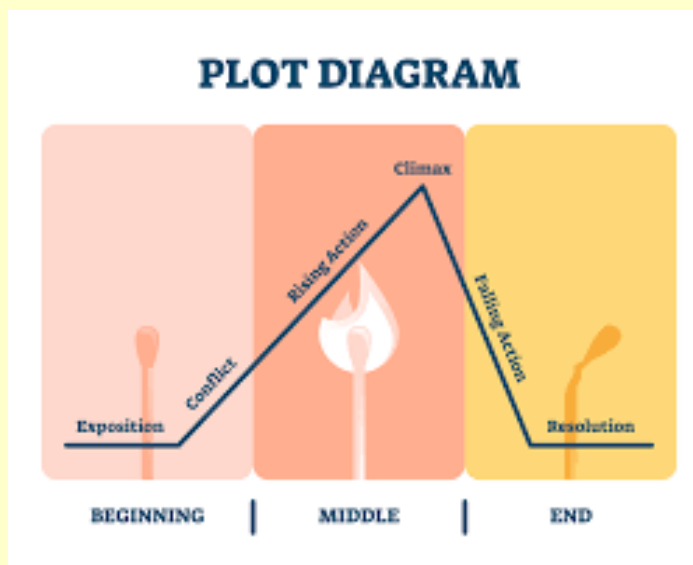 PLOT DIAGRAM
Climax
Rising Action
Falling Action
Conflict
Exposition
Resolution
BEGINNING | MIDDLE | END